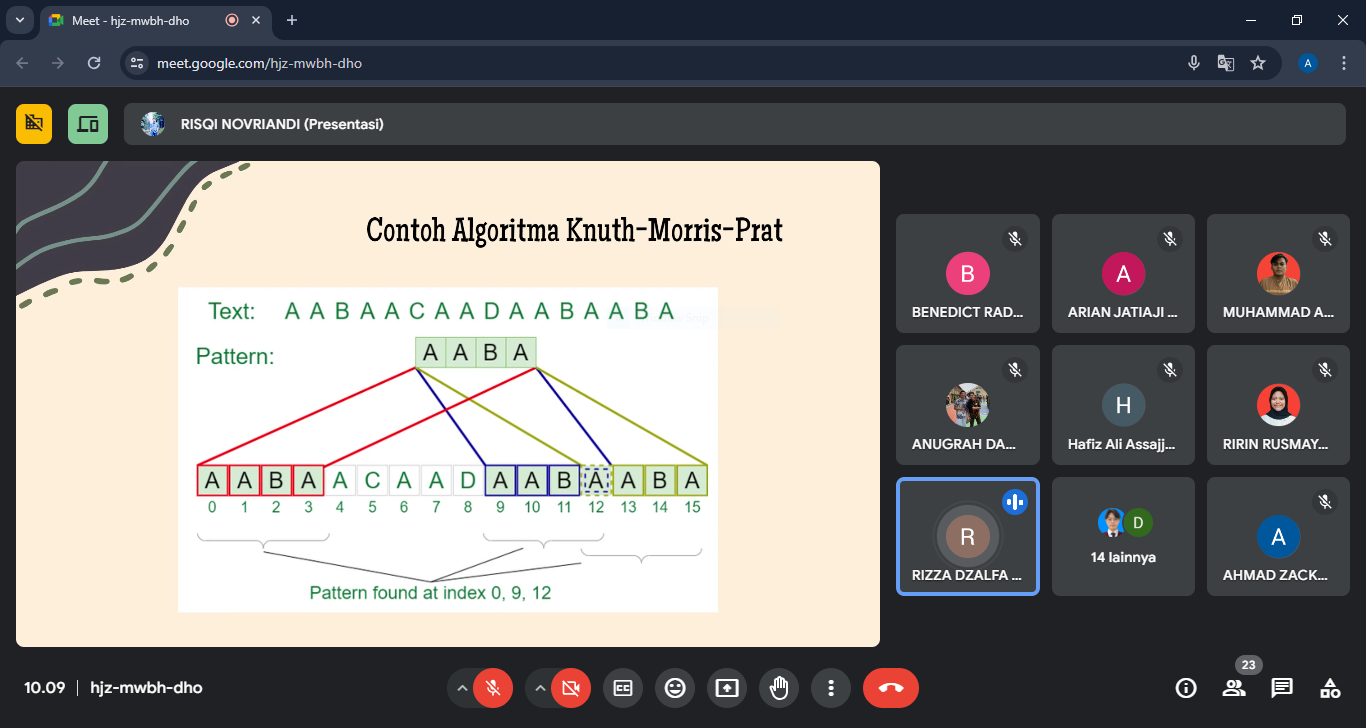 Meet - hjz-mwbh-dho
meet.google.com/hjz-mwbh-dho
A
RISQI NOVRIANDI (Presentasi)
Contoh Algoritma Knuth-Morris-Prat
Text: A A B A A C A A D A A B A A B A
Pattern: A A B A
A A B A A C A A D A A B A A B A
0 1 2 3 4 5 6 7 8 9 10 11 12 13 14 15
Pattern found at index 0, 9, 12
B
BENEDICT RAD...
A
ARIAN JATIAJI ...
MUHAMMAD A...
ANUGRAH DA...
H
Hafiz Ali Assajj...
RIRIN RUSMAY...
R
RIZZA DZALFA ...
D
14 lainnya
A
AHMAD ZACK...
10.09 | hjz-mwbh-dho
CC
23